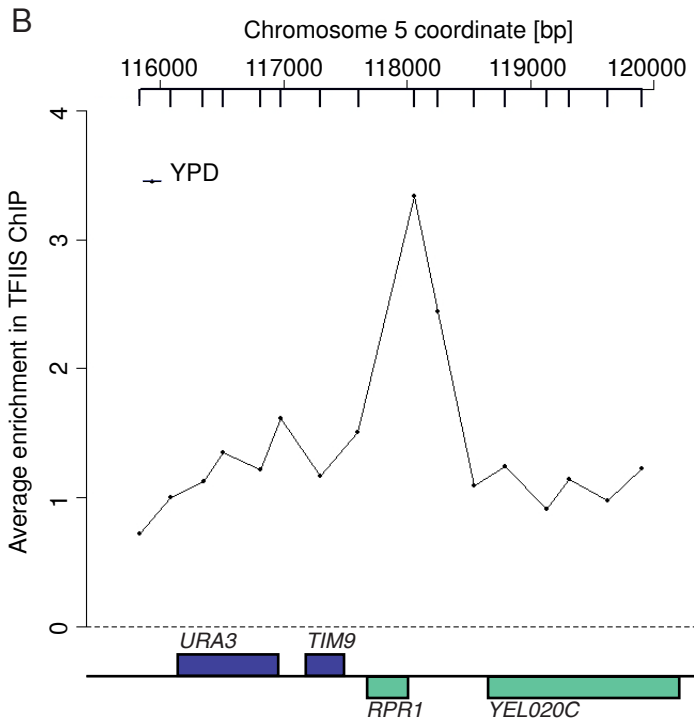 B
Chromosome 5 coordinate [bp]
116000 117000 118000 119000 120000
Average enrichment in TFIIS ChIP
4
YPD
3
2
1
0
URA3 TIM9
RPR1 YEL020C